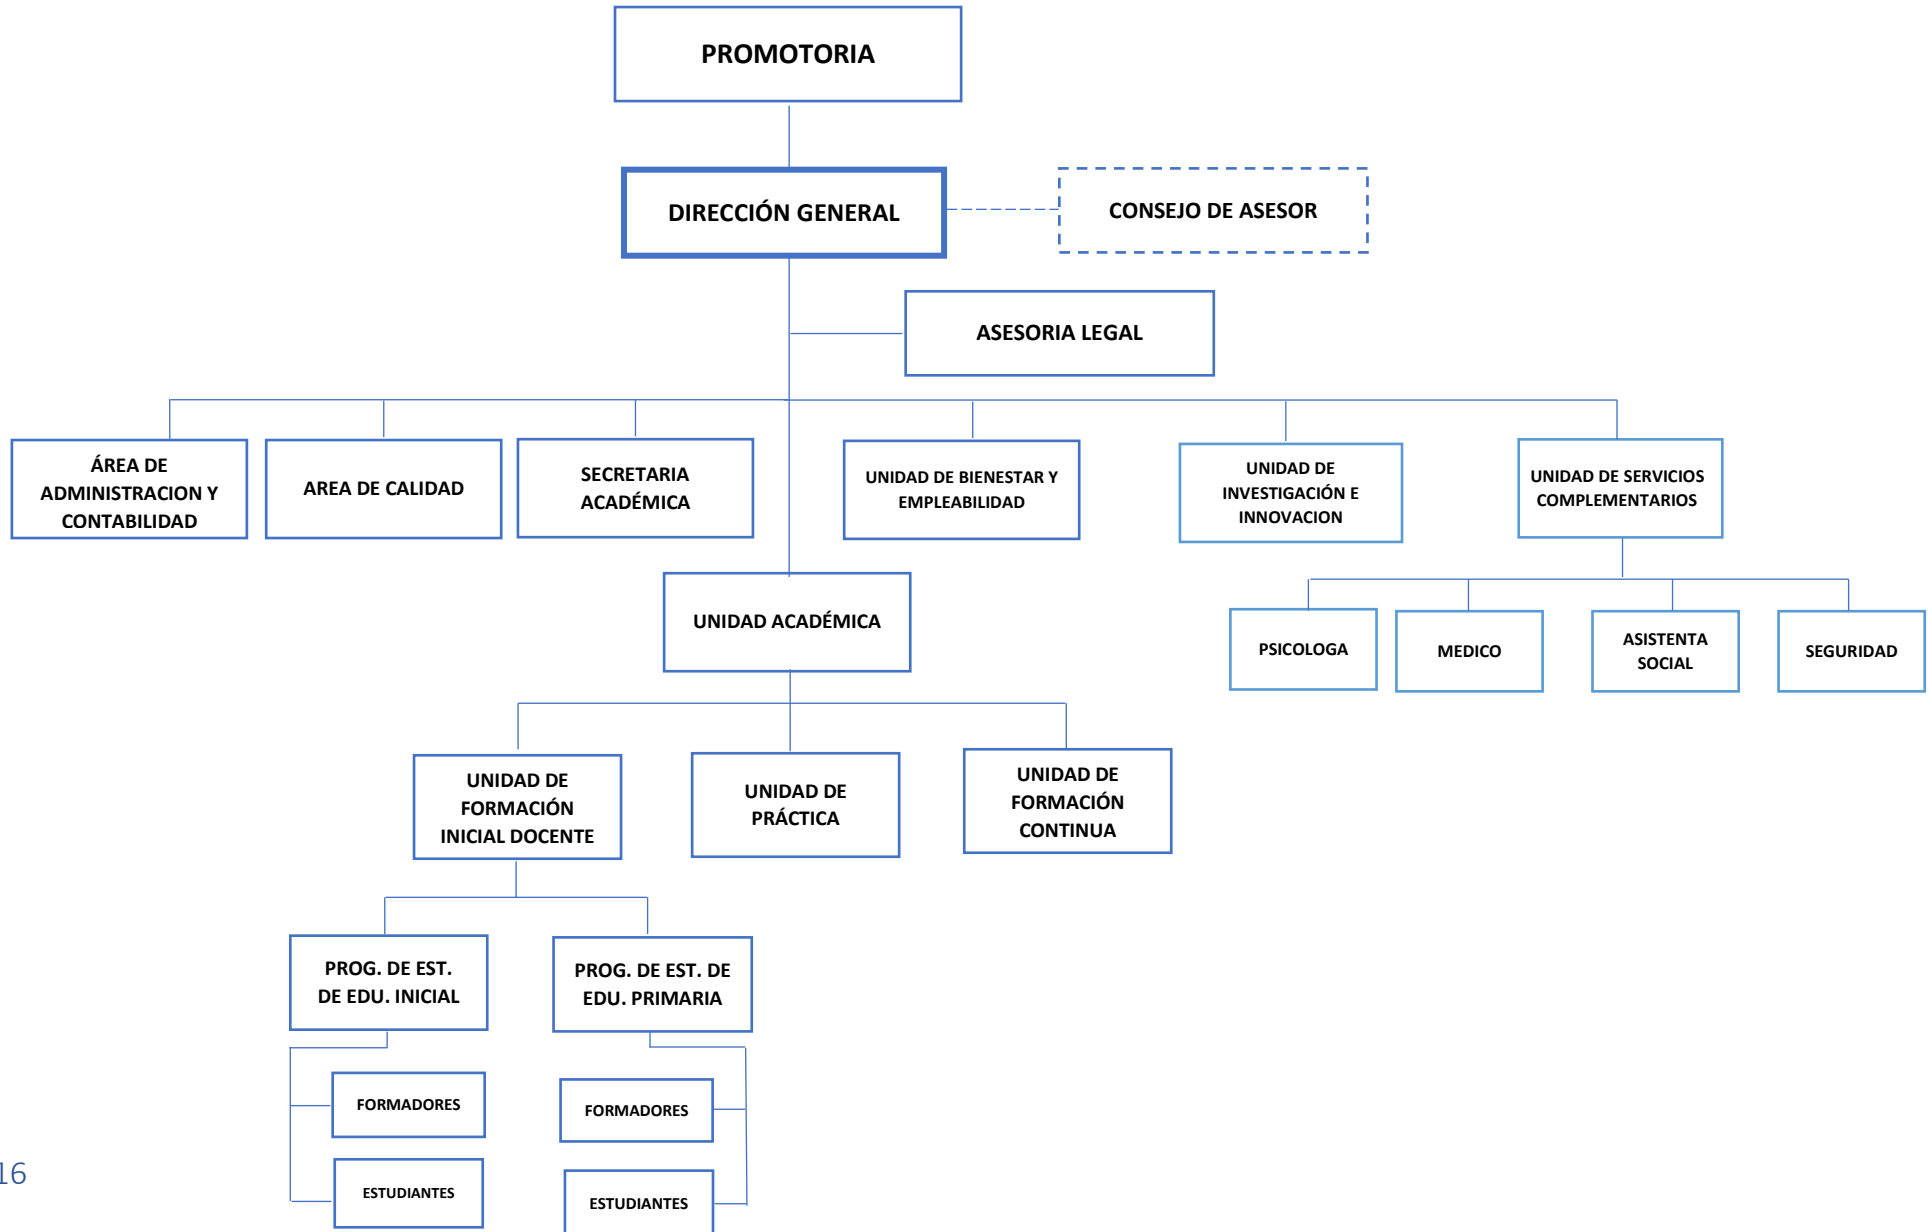 PROMOTORIA
DIRECCIÓN GENERAL
CONSEJO DE ASESOR
ASESORIA LEGAL
ÁREA DE
ADMINISTRACION Y
CONTABILIDAD
AREA DE CALIDAD
SECRETARIA
ACADÉMICA
UNIDAD DE BIENESTAR Y
EMPLEABILIDAD
UNIDAD DE
INVESTIGACIÓN E
INNOVACION
UNIDAD DE SERVICIOS
COMPLEMENTARIOS
UNIDAD ACADÉMICA
PSICOLOGA
MEDICO
ASISTENTA
SOCIAL
SEGURIDAD
UNIDAD DE
FORMACIÓN
INICIAL DOCENTE
UNIDAD DE
PRÁCTICA
UNIDAD DE
FORMACIÓN
CONTINUA
PROG. DE EST.
DE EDU. INICIAL
PROG. DE EST. DE
EDU. PRIMARIA
FORMADORES
FORMADORES
ESTUDIANTES
ESTUDIANTES
16